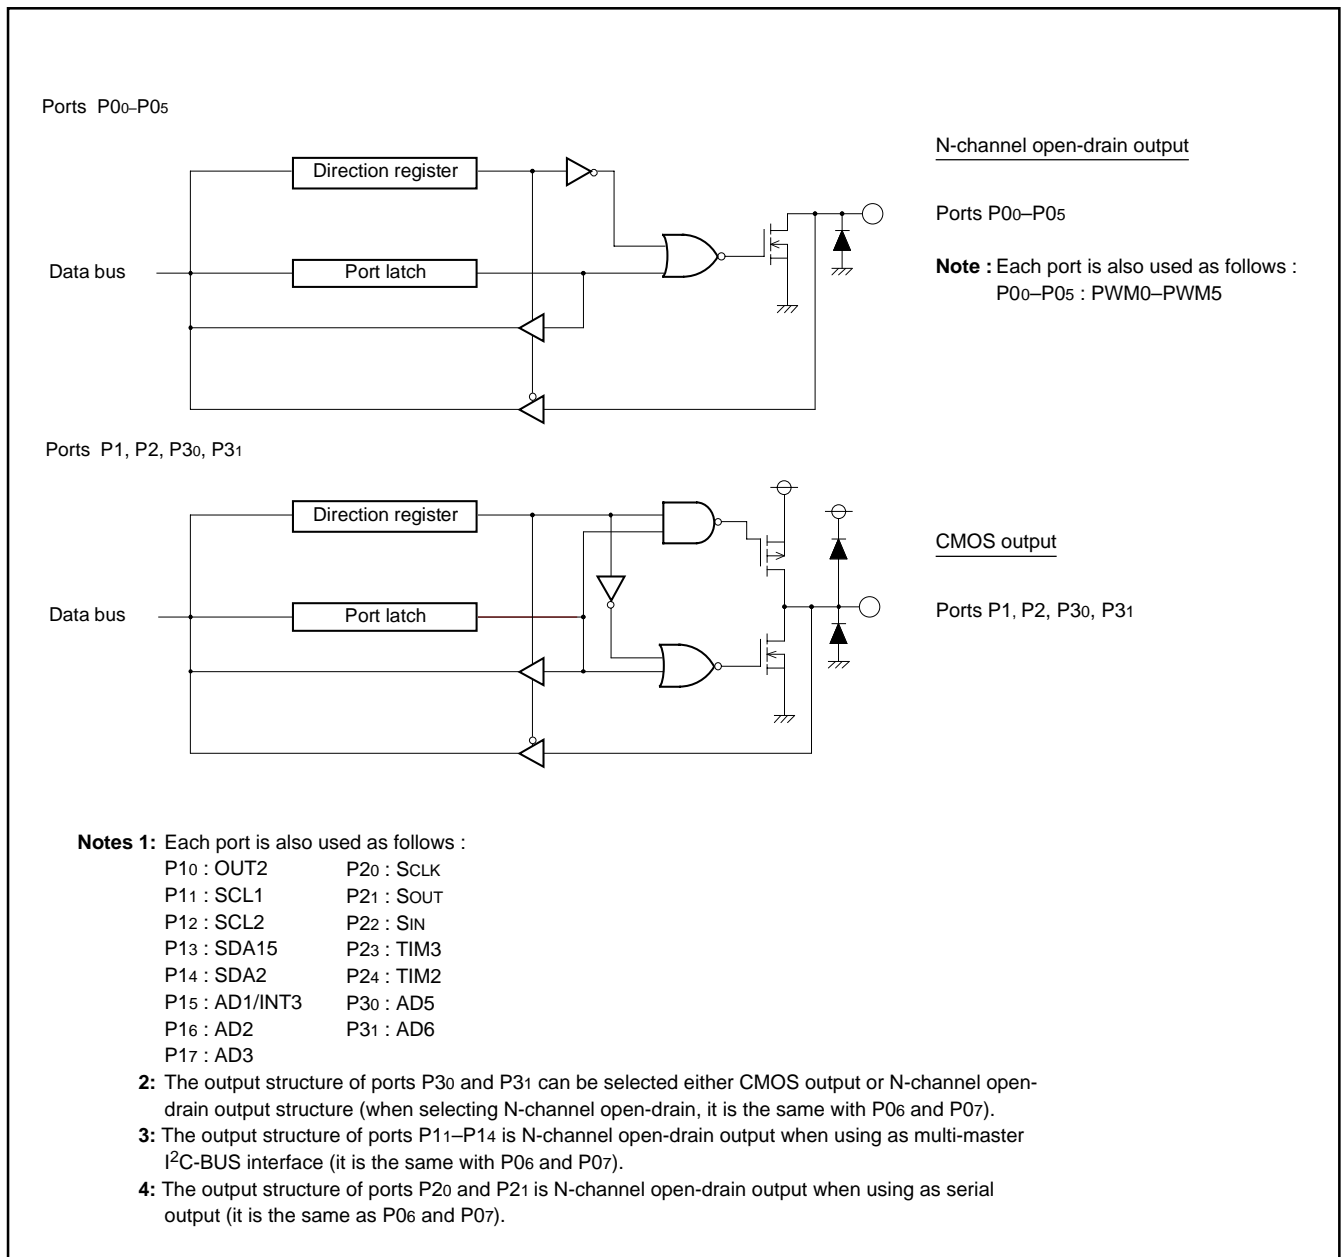 Ports P00–P05
N-channel open-drain output
Direction register
Ports P00–P05
Data bus
Port latch
Note : Each port is also used as follows :
P00–P05 : PWM0–PWM5
Ports P1, P2, P30, P31
Direction register
CMOS output
Data bus
Port latch
Ports P1, P2, P30, P31
Notes 1: Each port is also used as follows :
P10 : OUT2 P20 : SCLK
P11 : SCL1 P21 : SOUT
P12 : SCL2 P22 : SIN
P13 : SDA15 P23 : TIM3
P14 : SDA2 P24 : TIM2
P15 : AD1/INT3 P30 : AD5
P16 : AD2 P31 : AD6
P17 : AD3
2: The output structure of ports P30 and P31 can be selected either CMOS output or N-channel open-
drain output structure (when selecting N-channel open-drain, it is the same with P06 and P07).
3: The output structure of ports P11–P14 is N-channel open-drain output when using as multi-master
I2C-BUS interface (it is the same with P06 and P07).
4: The output structure of ports P20 and P21 is N-channel open-drain output when using as serial
output (it is the same as P06 and P07).